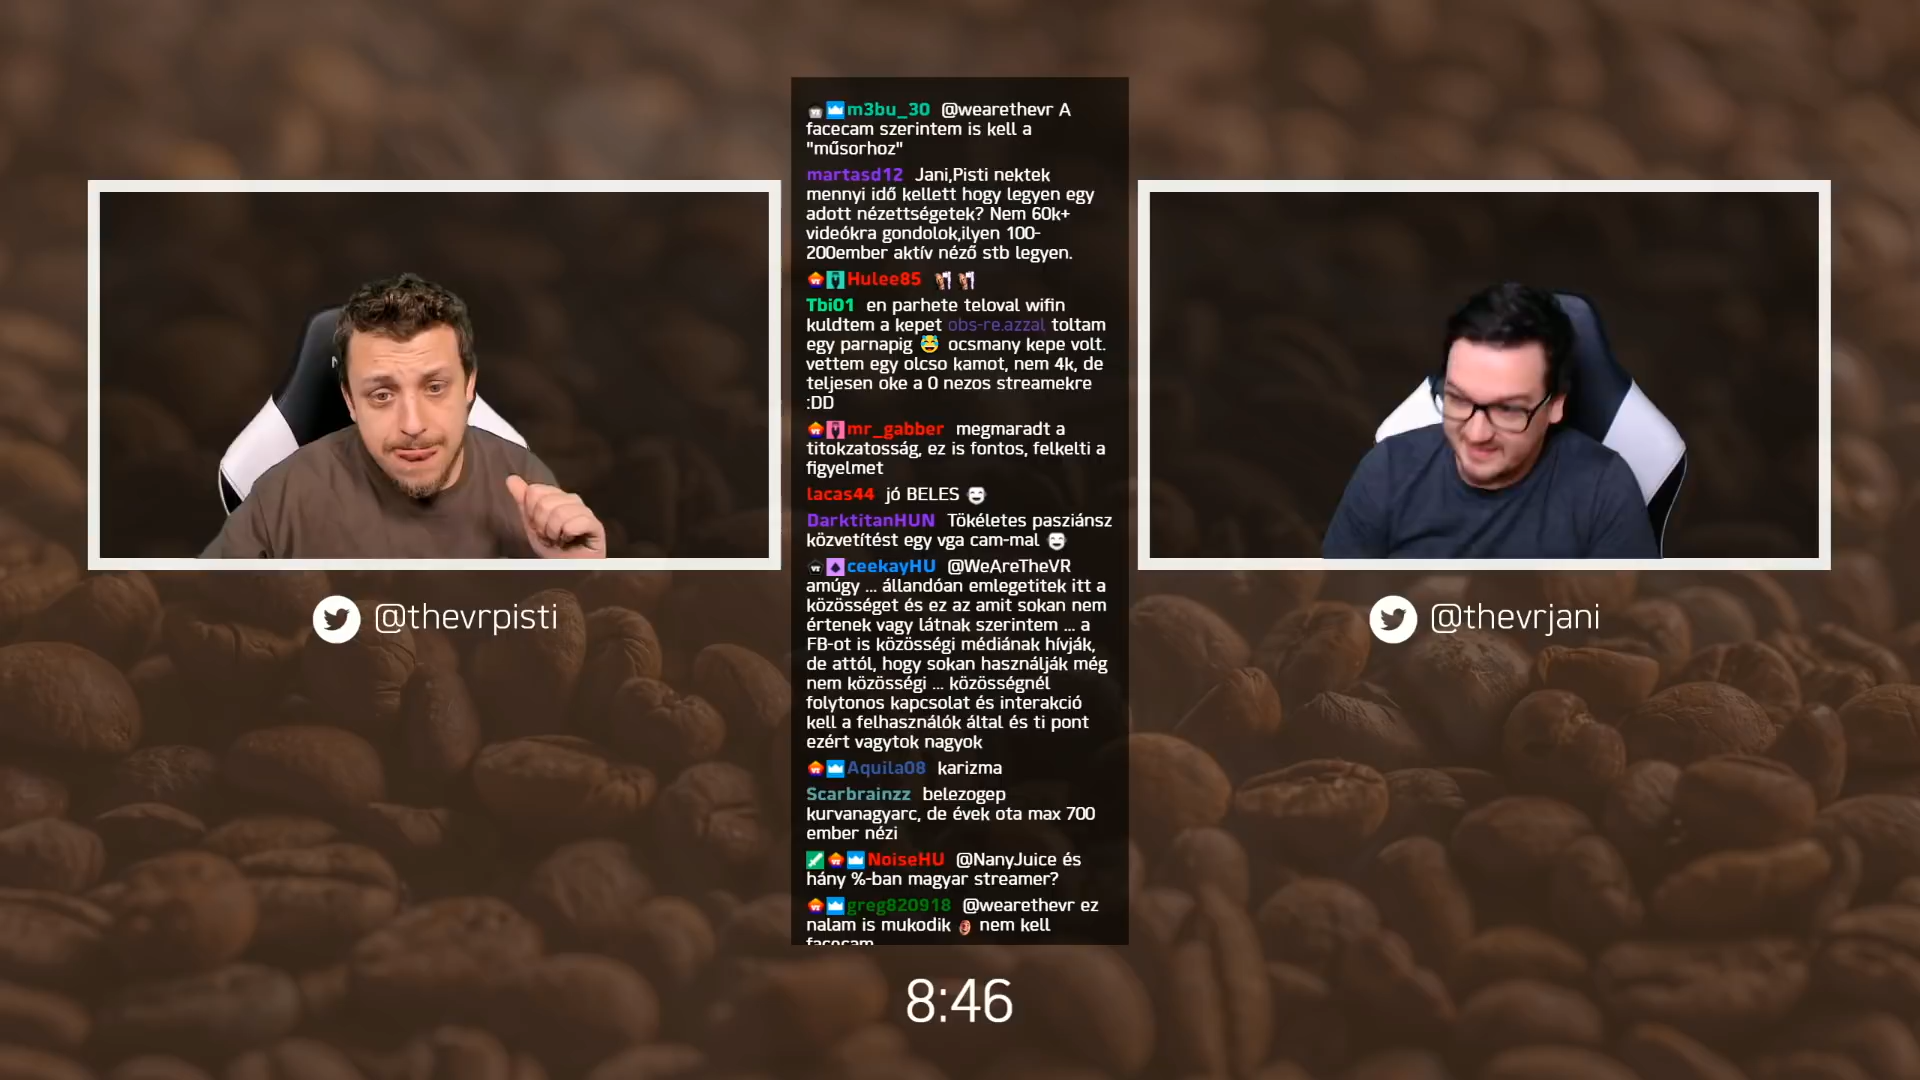 m3bu_30 @wearethevr A
facecam szerintem is kell a
"műsorhoz"
martasd12 Jani,Pisti nektek
mennyi idő kellett hogy legyen egy
adott nézettségetek? Nem 60k+
videókra gondolok,ilyen 100-
200ember aktív néző stb legyen.
Hulee85
Tbi01 en parhete teloval wifin
kuldtem a kepet obs-re.azzal toltam
egy parnapig 😂 ocsmany kepe volt.
vettem egy olcso kamot, nem 4k, de
teljesen oke a 0 nezos streamekre
:DD
mr_gabber megmaradt a
titokzatosság, ez is fontos, felkelti a
figyelmet
lacas44 jó BELES
DarktitanHUN Tökéletes pasziánsz
közvetítést egy vga cam-mal
ceekayHU @WeAreTheVR
amúgy ... állandóan emlegetitek itt a
közösséget és ez az amit sokan nem
értenek vagy látnak szerintem ... a
FB-ot is közösségi médiának hívják,
de attól, hogy sokan használják még
nem közösségi ... közösségnél
folytonos kapcsolat és interakció
kell a felhasználók által és ti pont
ezért vagytok nagyok
Aquila08 karizma
Scarbrainzz belezogep
kurvanagyarc, de évek ota max 700
ember nézi
NoiseHU @NanyJuice és
hány %-ban magyar streamer?
greg820918 @wearethevr ez
nalam is mukodik nem kell
facecam
@thevrpisti
@thevrjani
8:46